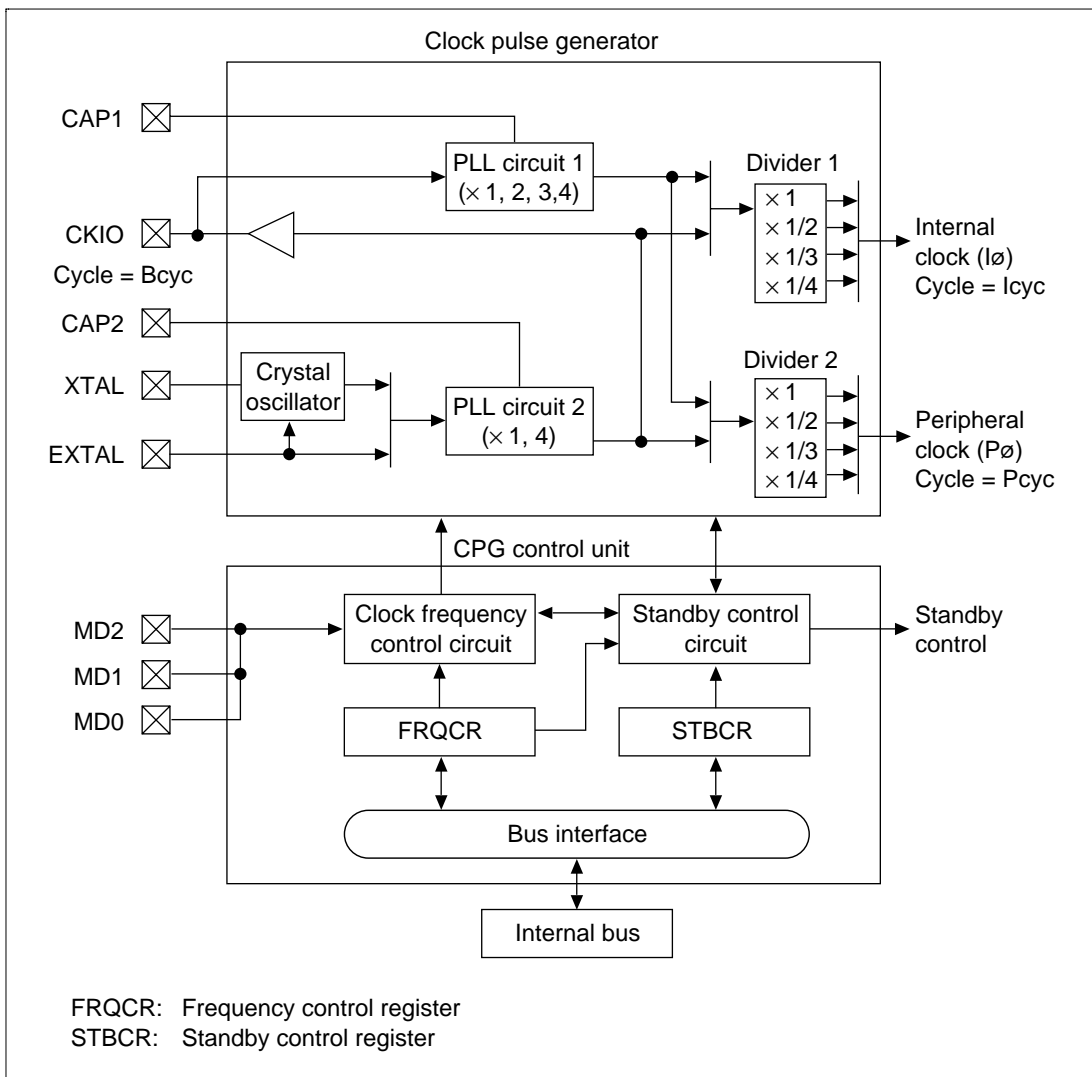 Clock pulse generator
CAP1
PLL circuit 1
(× 1, 2, 3,4)
Divider 1
× 1
× 1/2
× 1/3
× 1/4
Internal
clock (Iø)
Cycle = Icyc
CKIO
Cycle = Bcyc
CAP2
XTAL
Crystal
oscillator
EXTAL
PLL circuit 2
(× 1, 4)
Divider 2
× 1
× 1/2
× 1/3
× 1/4
Peripheral
clock (Pø)
Cycle = Pcyc
CPG control unit
MD2
MD1
MD0
Clock frequency
control circuit
Standby control
circuit
Standby
control
FRQCR
STBCR
Bus interface
Internal bus
FRQCR: Frequency control register
STBCR: Standby control register